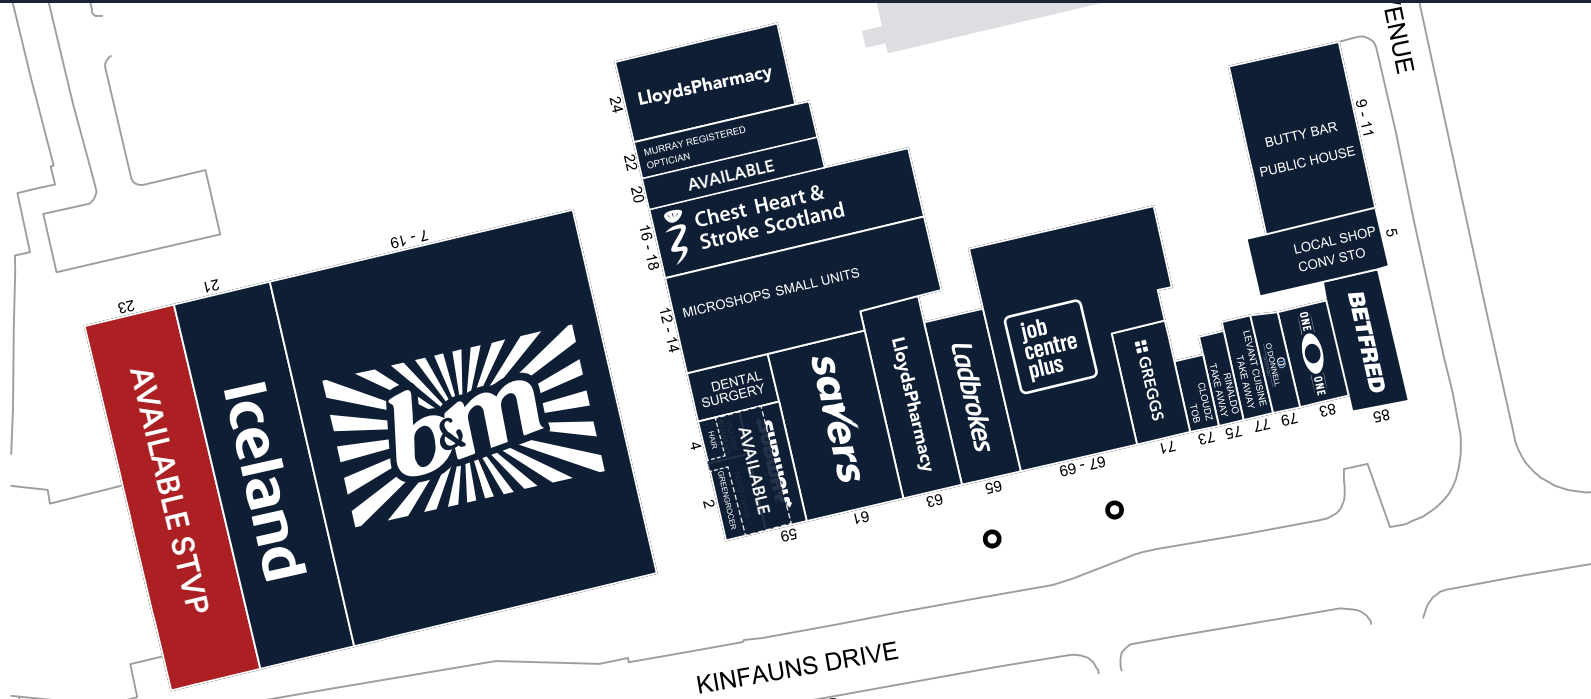 ENUE
LloydsPharmacy
24
MURRAY REGISTERED
OPTICIAN
22
AVAILABLE
20
Chest Heart &
Stroke Scotland
16 - 18
MICROSHOPS SMALL UNITS
12 - 14
BUTTY BAR
PUBLIC HOUSE
9 - 11
LOCAL SHOP
CONV STO
5
23
AVAILABLE STVP
21
Iceland
7 - 19
b&m
DENTAL
SURGERY
4
HAIR
2
GREENGROCER
AVAILABLE
SUBWAY
59
savers
61
LloydsPharmacy
63
Ladbrokes
65
job
centre
plus
67 - 69
GREGGS
71
CLOUDZ
TOB
73
RINALDO
TAKE AWAY
75
LEVANT CUISINE
TAKE AWAY
77
O'DONNELL
79
ONE
O
ONE
83
BETFRED
85
KINFAUNS DRIVE